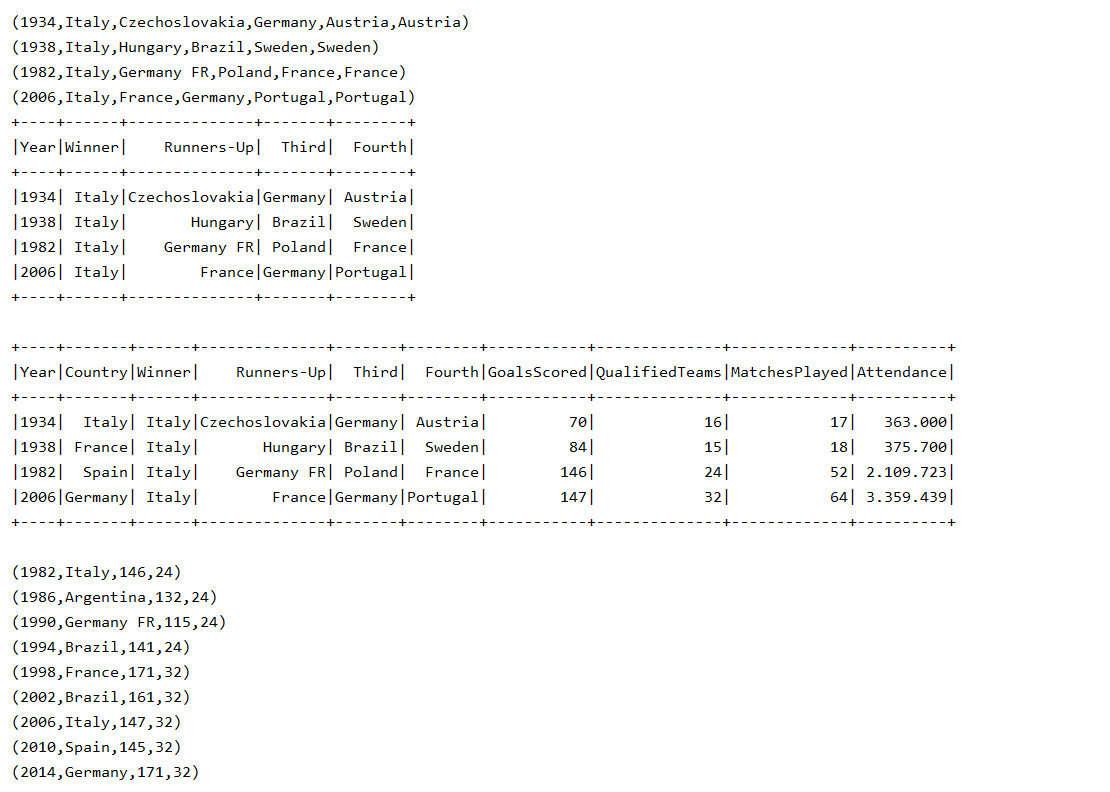 (1934,Italy,Czechoslovakia,Germany,Austria,Austria)
(1938,Italy,Hungary,Brazil,Sweden,Sweden)
(1982,Italy,Germany FR,Poland,France,France)
(2006,Italy,France,Germany,Portugal,Portugal)
+----+------+--------------+-------+--------+
|Year|Winner|    Runners-Up|  Third|  Fourth|
+----+------+--------------+-------+--------+
|1934| Italy|Czechoslovakia|Germany| Austria|
|1938| Italy|       Hungary| Brazil|  Sweden|
|1982| Italy|    Germany FR| Poland|  France|
|2006| Italy|        France|Germany|Portugal|
+----+------+--------------+-------+--------+

+----+-------+------+--------------+-------+--------+-----------+--------------+-------------+----------+
|Year|Country|Winner|    Runners-Up|  Third|  Fourth|GoalsScored|QualifiedTeams|MatchesPlayed|Attendance|
+----+-------+------+--------------+-------+--------+-----------+--------------+-------------+----------+
|1934|  Italy| Italy|Czechoslovakia|Germany| Austria|         70|            16|           17|   363.000|
|1938| France| Italy|       Hungary| Brazil|  Sweden|         84|            15|           18|   375.700|
|1982|  Spain| Italy|    Germany FR| Poland|  France|        146|            24|           52| 2.109.723|
|2006|Germany| Italy|        France|Germany|Portugal|        147|            32|           64| 3.359.439|
+----+-------+------+--------------+-------+--------+-----------+--------------+-------------+----------+

(1982,Italy,146,24)
(1986,Argentina,132,24)
(1990,Germany FR,115,24)
(1994,Brazil,141,24)
(1998,France,171,32)
(2002,Brazil,161,32)
(2006,Italy,147,32)
(2010,Spain,145,32)
(2014,Germany,171,32)